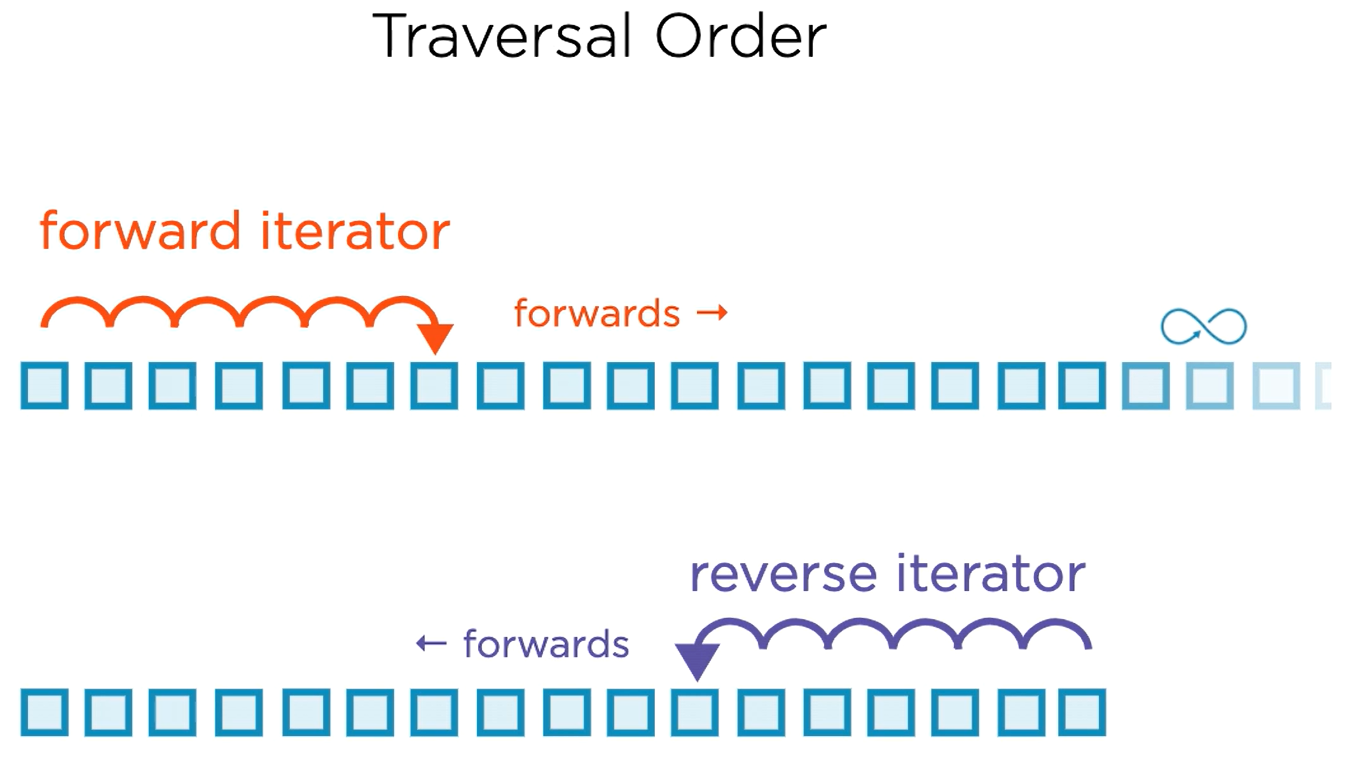 Traversal Order
forward iterator
forwards →
∞
reverse iterator
← forwards